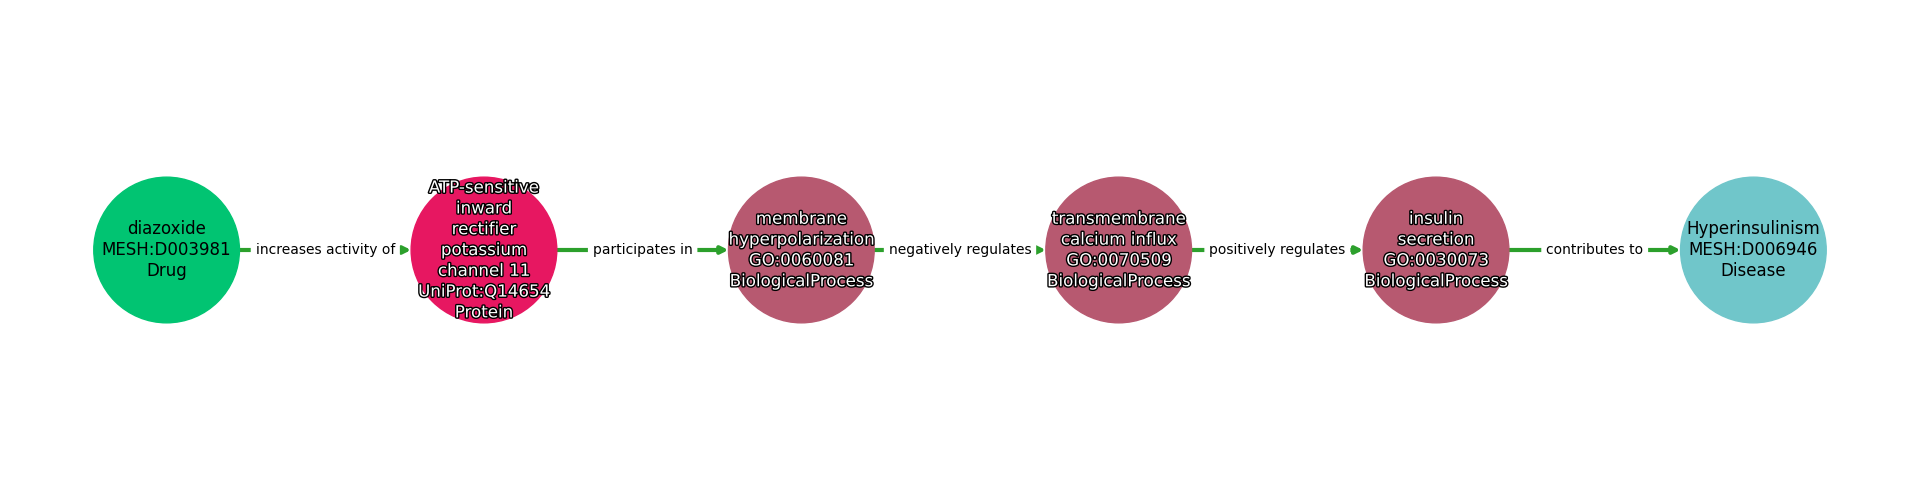 diazoxide
MESH:D003981
Drug
increases activity of
ATP-sensitive
inward
rectifier
potassium
channel 11
UniProt:Q14654
Protein
participates in
membrane
hyperpolarization
GO:0060081
BiologicalProcess
negatively regulates
transmembrane
calcium influx
GO:0070509
BiologicalProcess
positively regulates
insulin
secretion
GO:0030073
BiologicalProcess
contributes to
Hyperinsulinism
MESH:D006946
Disease